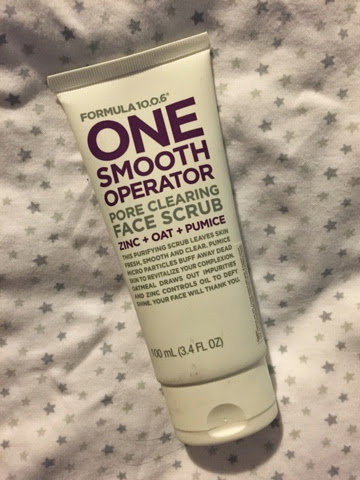 FORMULA 10.0.6®
ONE
SMOOTH
OPERATOR
PORE CLEARING
FACE SCRUB
ZINC + OAT + PUMICE
THIS PURIFYING SCRUB LEAVES SKIN
FRESH, SMOOTH AND CLEAR. PUMICE
MICRO PARTICLES BUFF AWAY DEAD
SKIN TO REVITALIZE YOUR COMPLEXION.
OATMEAL DRAWS OUT IMPURITIES
AND ZINC CONTROLS OIL TO DEFY
SHINE. YOUR FACE WILL THANK YOU.
100 mL (3.4 FL OZ)